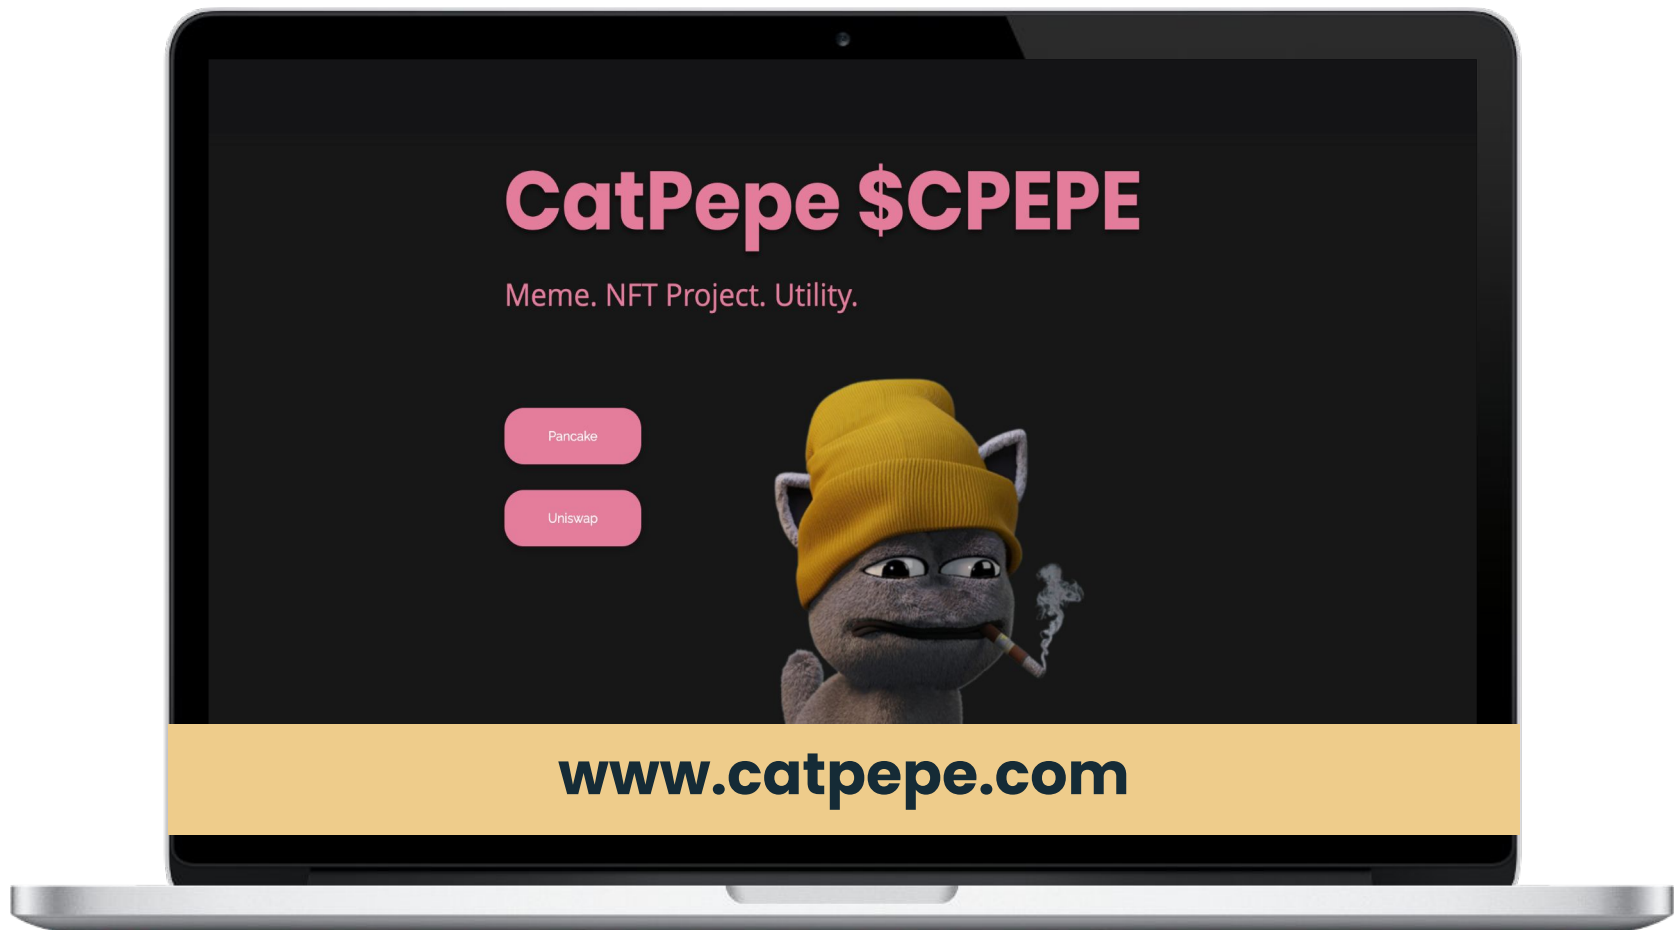 CatPepe $CPEPE
Meme. NFT Project. Utility.
Pancake
Uniswap
www.catpepe.com